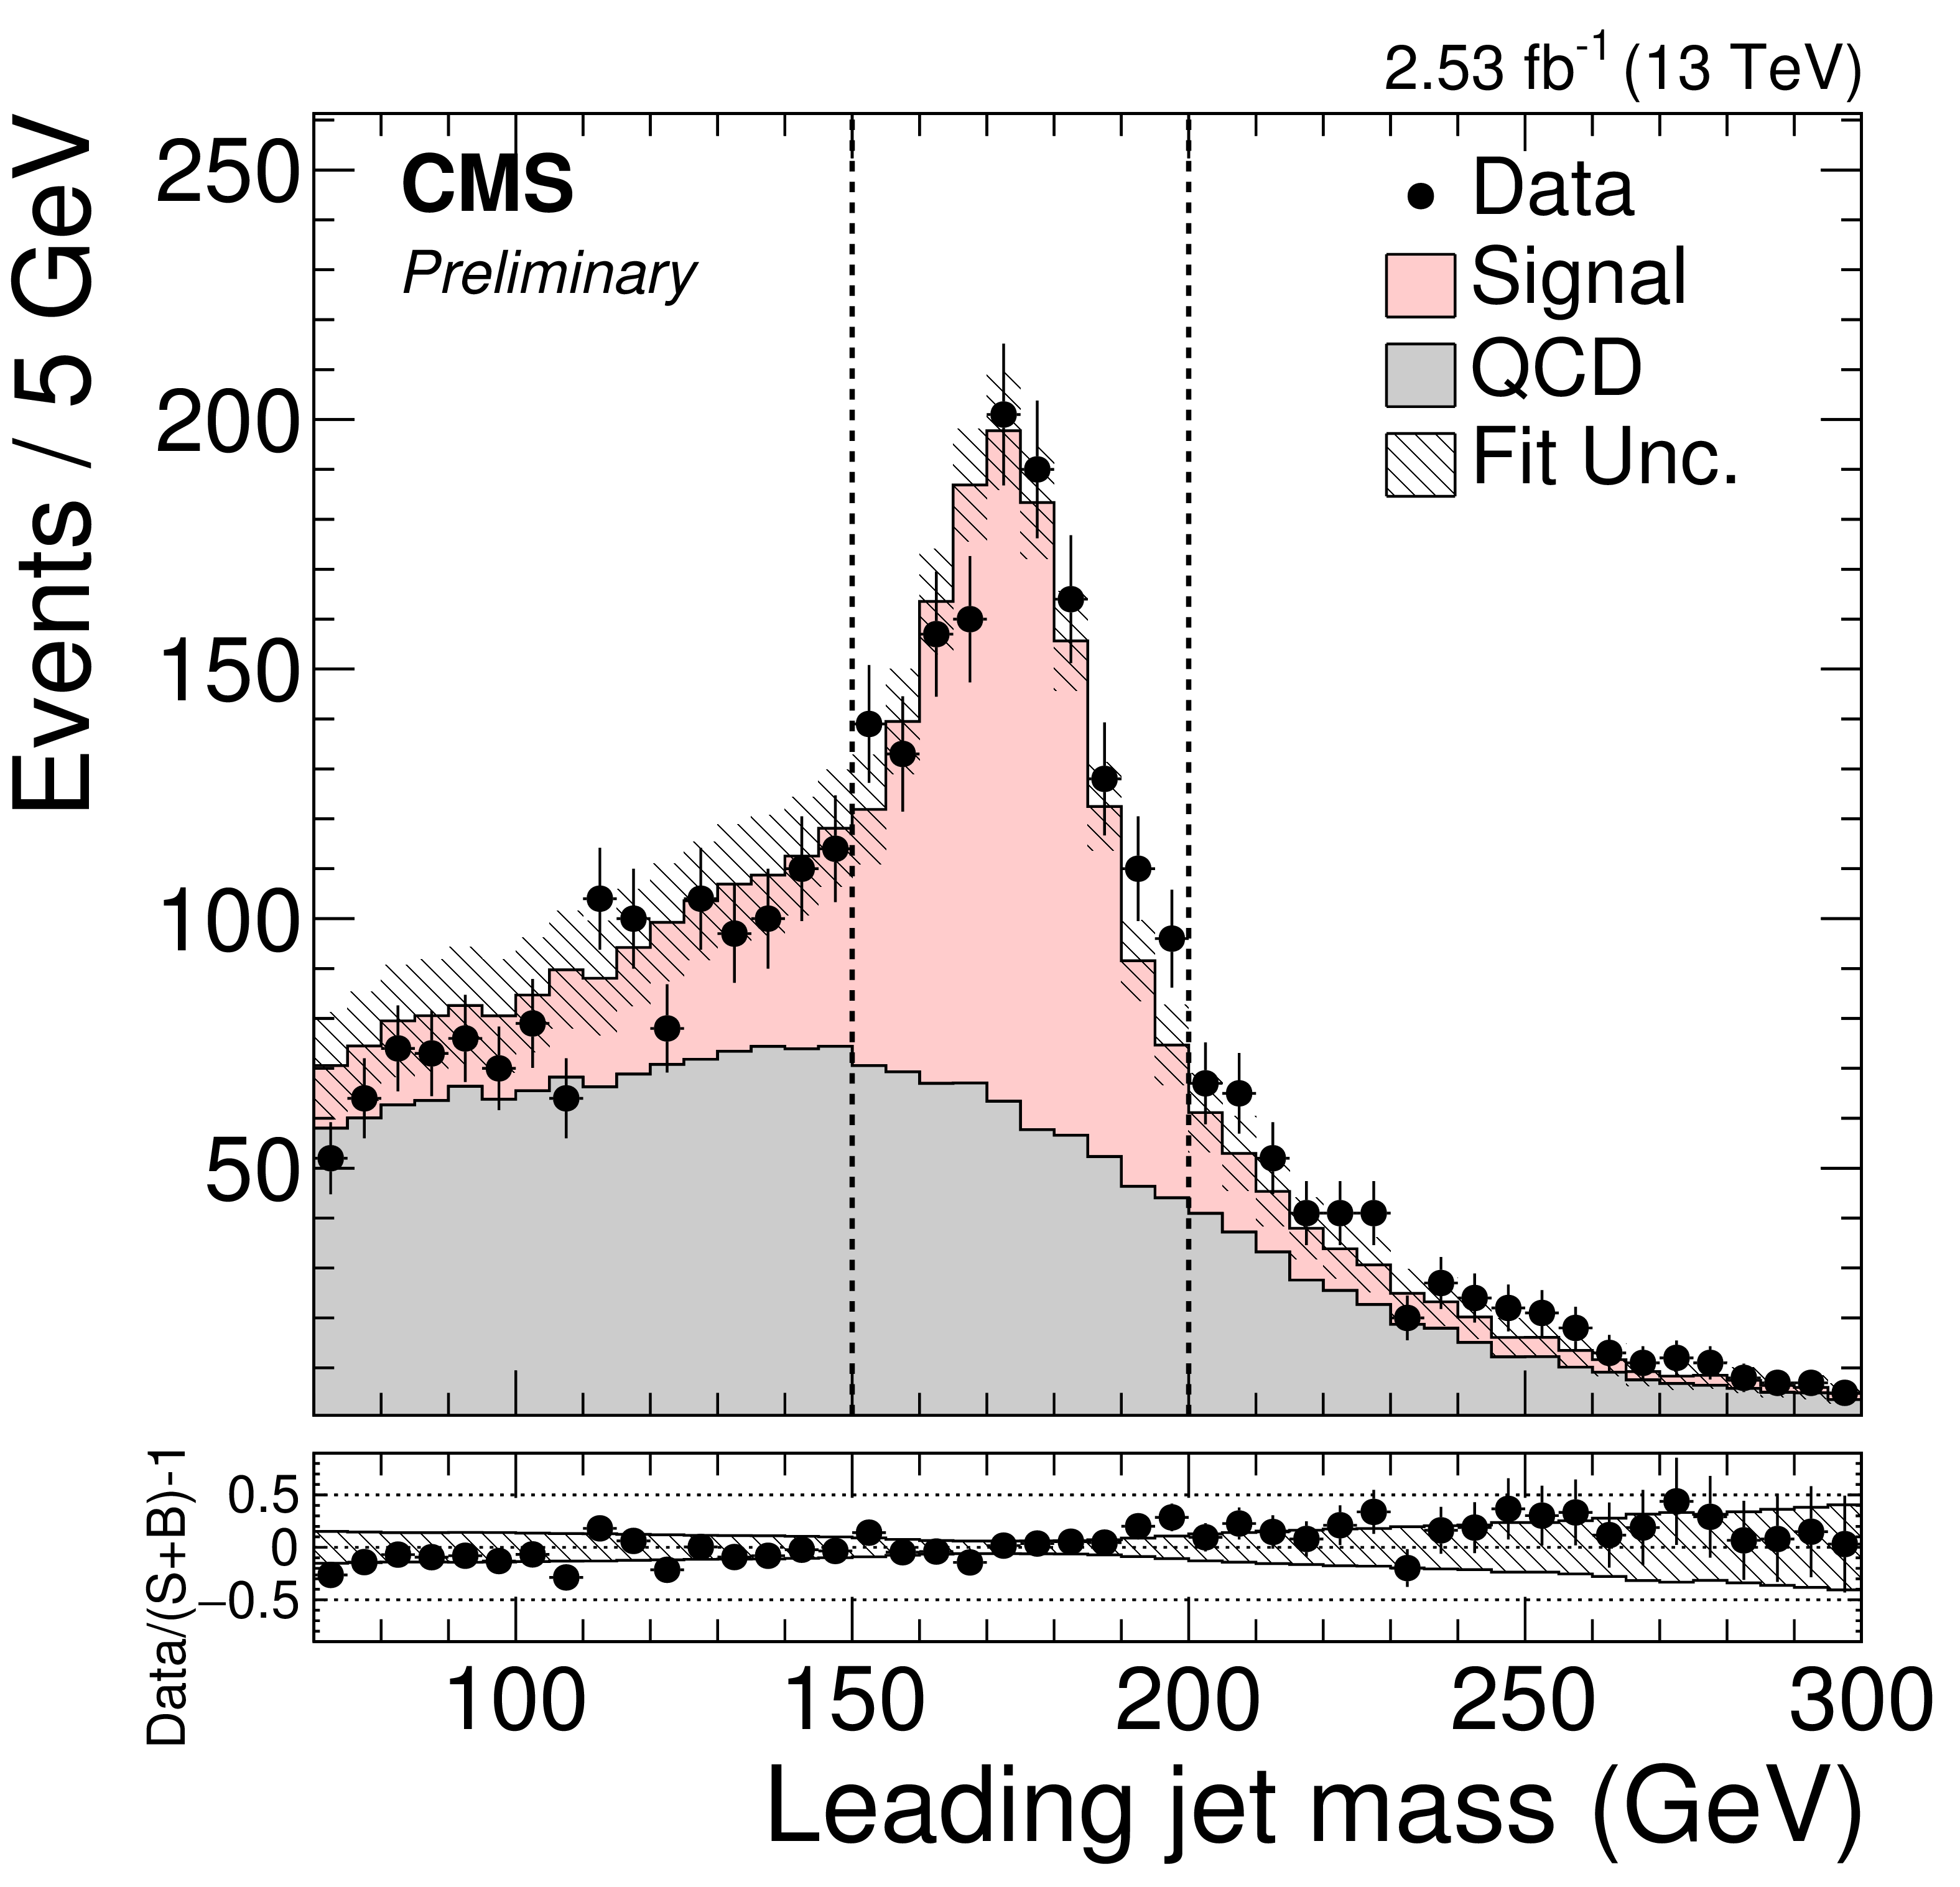 2.53 fb⁻¹ (13 TeV)
CMS
Preliminary
Data
Signal
QCD
Fit Unc.
Events / 5 GeV
250
200
150
100
50
Data/(S+B)-1
0.5
0
−0.5
100 150 200 250 300
Leading jet mass (GeV)